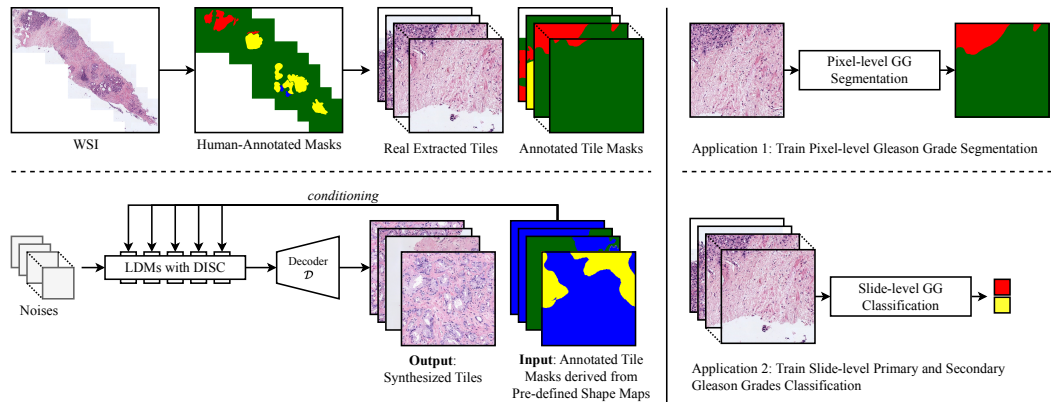 WSI
Human-Annotated Masks
Real Extracted Tiles
Annotated Tile Masks
conditioning
Noises
LDMs with DISC
Decoder
𝒟
Output:
Synthesized Tiles
Input: Annotated Tile
Masks derived from
Pre-defined Shape Maps
Pixel-level GG
Segmentation
Application 1: Train Pixel-level Gleason Grade Segmentation
Slide-level GG
Classification
Application 2: Train Slide-level Primary and Secondary
Gleason Grades Classification